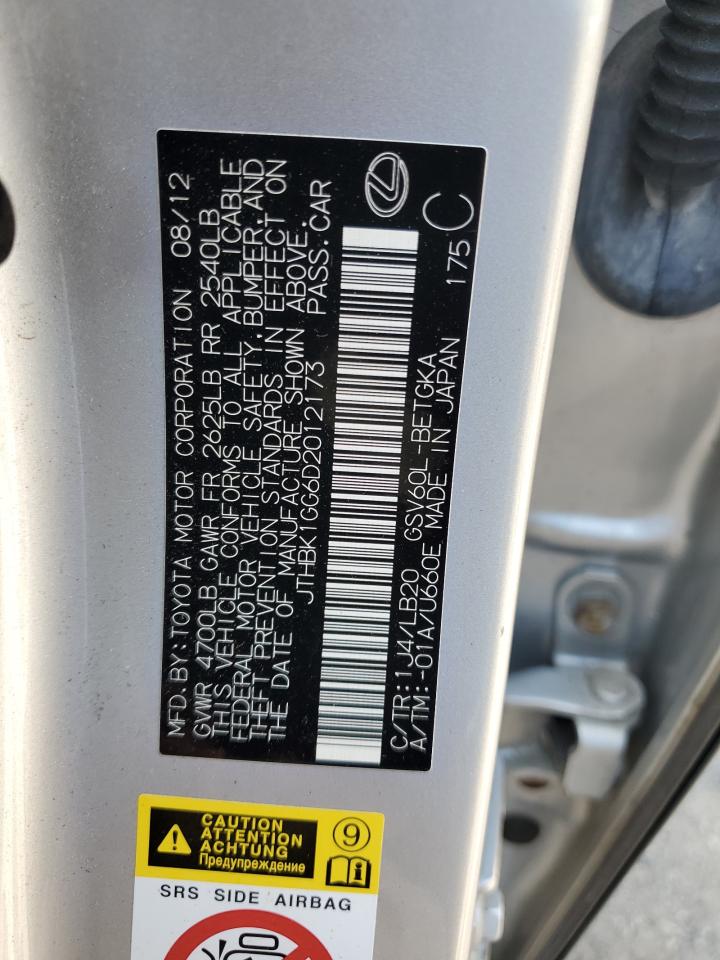 MFD.BY:TOYOTA MOTOR CORPORATION 08/12
GVWR 4700LB GAWR FR 2625LB RR 2540LB
THIS VEHICLE CONFORMS TO ALL APPLICABLE
FEDERAL MOTOR VEHICLE SAFETY,BUMPER,AND
THEFT PREVENTION STANDARDS IN EFFECT ON
THE DATE OF MANUFACTURE SHOWN ABOVE.
JTHBK1GG6D2012173 PASS.CAR
C/TR:1J4/LB20 GSV60L-BETGKA 175 C
A/TM:-01A/U660E MADE IN JAPAN
CAUTION
ATTENTION
ACHTUNG
Предупреждение
9
i
SRS SIDE AIRBAG